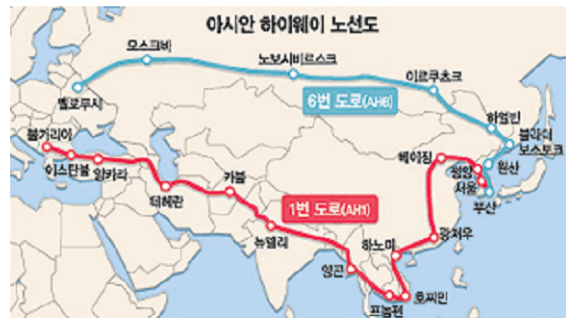 아시안 하이웨이 노선도
모스크바
노보시비르스크
이르쿠츠크
벨로루시
6번 도로(AH6)
하얼빈
블라디
보스토크
불가리아
베이징
평양
원산
이스탄불
앙카라
카불
서울
부산
테헤란
1번 도로(AH1)
뉴델리
하노이
광저우
양곤
프놈펜
호찌민